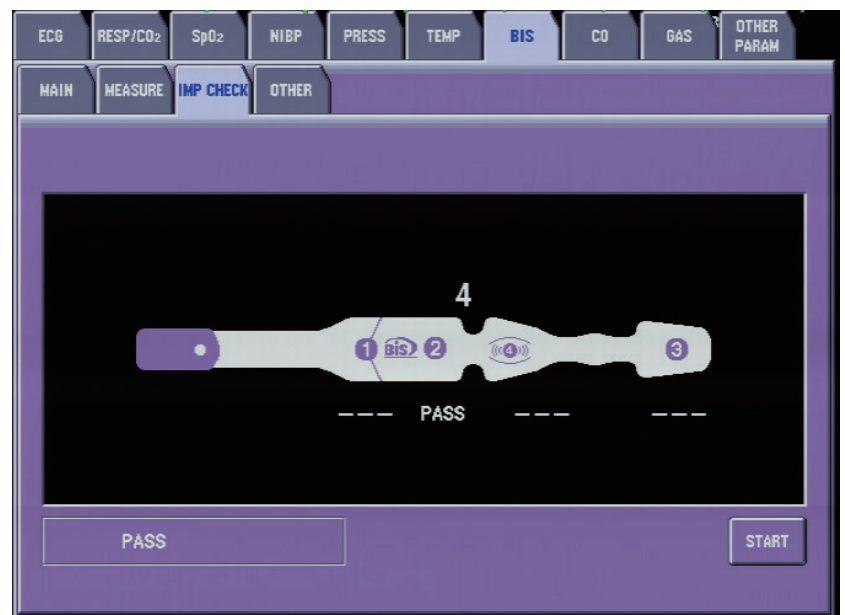 ECG RESP/CO2 SpO2 NIBP PRESS TEMP BIS CO GAS OTHER PARAM
MAIN MEASURE IMP CHECK OTHER
4
1 BIS 2 4 3
--- PASS --- ---
PASS START